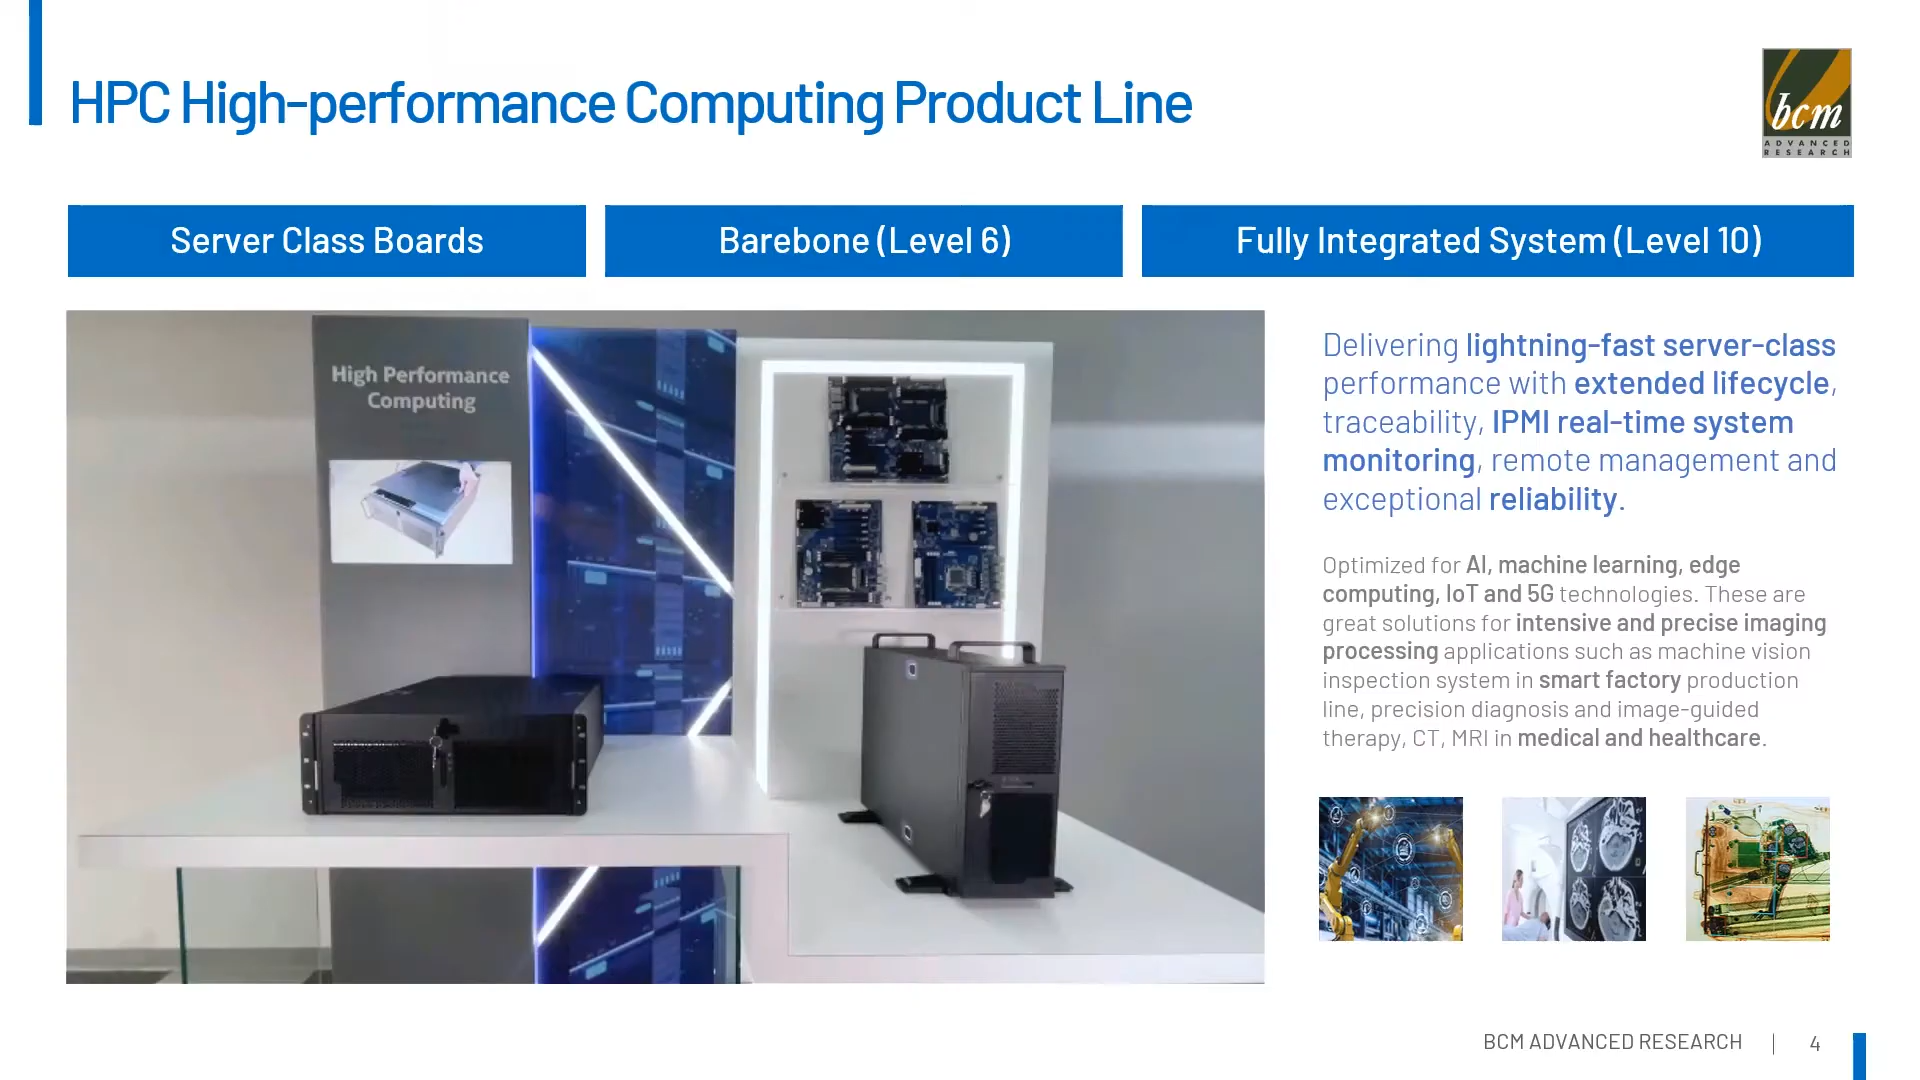 HPC High-performance Computing Product Line
bcm
ADVANCED
RESEARCH
Server Class Boards
Barebone (Level 6)
Fully Integrated System (Level 10)
High Performance
Computing
Delivering lightning-fast server-class
performance with extended lifecycle,
traceability, IPMI real-time system
monitoring, remote management and
exceptional reliability.
Optimized for AI, machine learning, edge
computing, IoT and 5G technologies. These are
great solutions for intensive and precise imaging
processing applications such as machine vision
inspection system in smart factory production
line, precision diagnosis and image-guided
therapy, CT, MRI in medical and healthcare.
BCM ADVANCED RESEARCH | 4